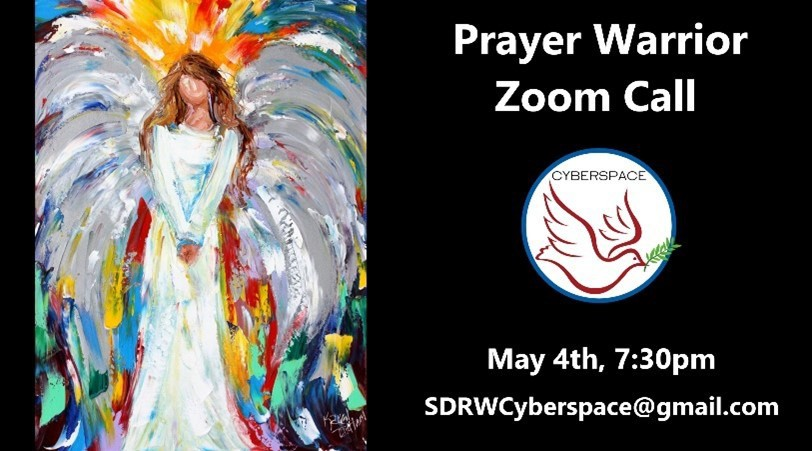 Prayer Warrior
Zoom Call
CYBERSPACE
May 4th, 7:30pm
SDRWCyberspace@gmail.com